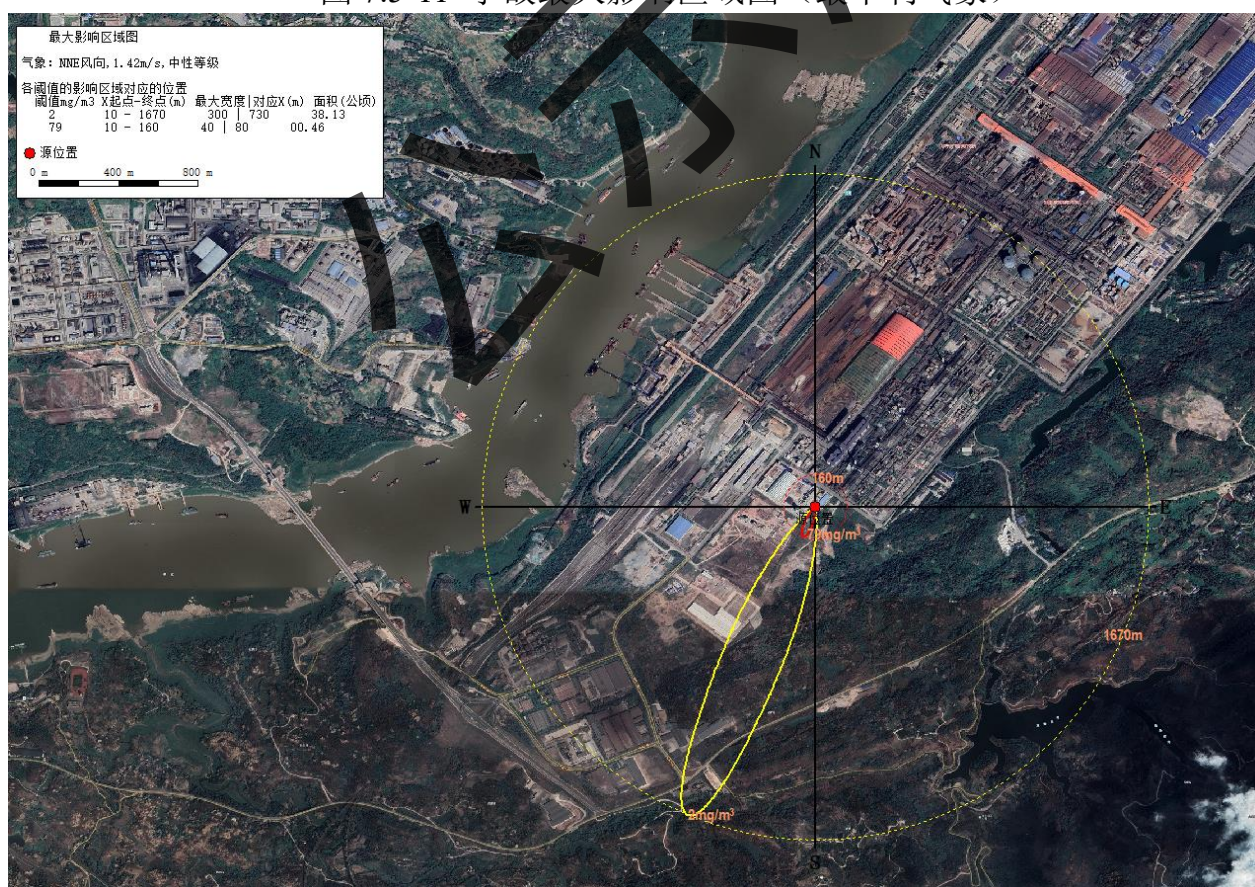 最大影响区域图
气象：NNE风向,1.42m/s,中性等级
各阈值的影响区域对应的位置
阈值mg/m3 X起点-终点(m) 最大宽度|对应X(m) 面积(公顷)
2 10 - 1670 300 | 730 38.13
79 10 - 160 40 | 80 00.46
源位置
0 m 400 m 800 m
N
160m
W
E
79mg/m³
1670m
2mg/m³
S